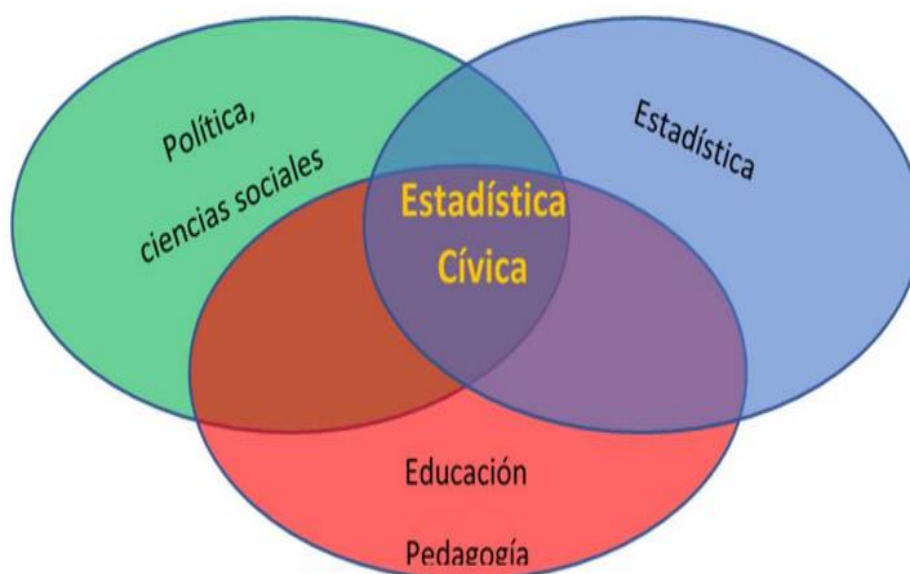 Política,
ciencias sociales
Estadística
Estadística
Cívica
Educación
Pedagogía